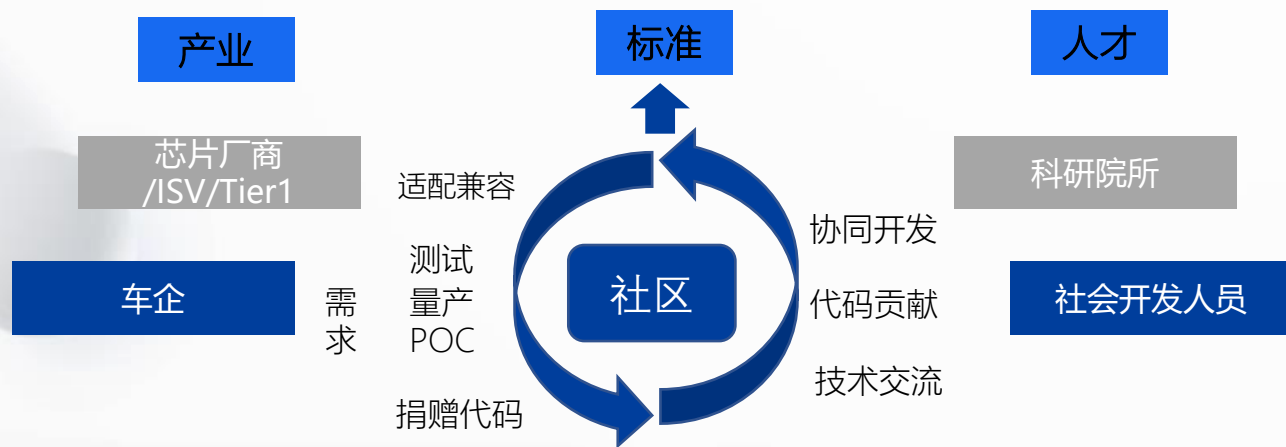 产业
标准
人才
芯片厂商
/ISV/Tier1
适配兼容
科研院所
协同开发
车企
需
求
测试
量产
POC
社区
代码贡献
社会开发人员
捐赠代码
技术交流